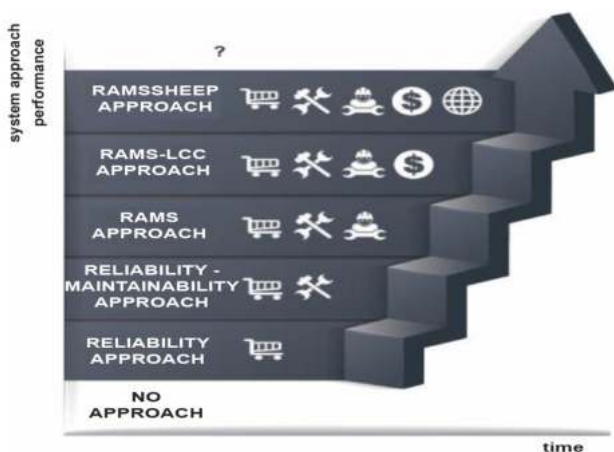 system approach
performance
?
RAMSSHEEP
APPROACH
$
RAMS-LCC
APPROACH
$
RAMS
APPROACH
RELIABILITY -
MAINTAINABILITY
APPROACH
RELIABILITY
APPROACH
NO
APPROACH
time